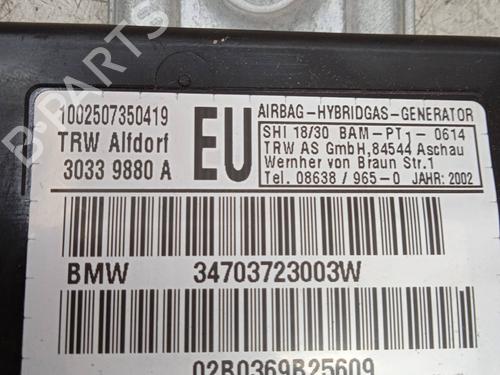 B-PARTS
1002507350419
TRW Alfdorf
3033 9880 A
EU
AIRBAG-HYBRIDGAS-GENERATOR
SHI 18/30 BAM-PT1- 0614
TRW AS GmbH,84544 Aschau
Wernher von Braun Str.1
Tel. 08638 / 965-0 JAHR: 2002
BMW 34703723003W
02B0369B25609